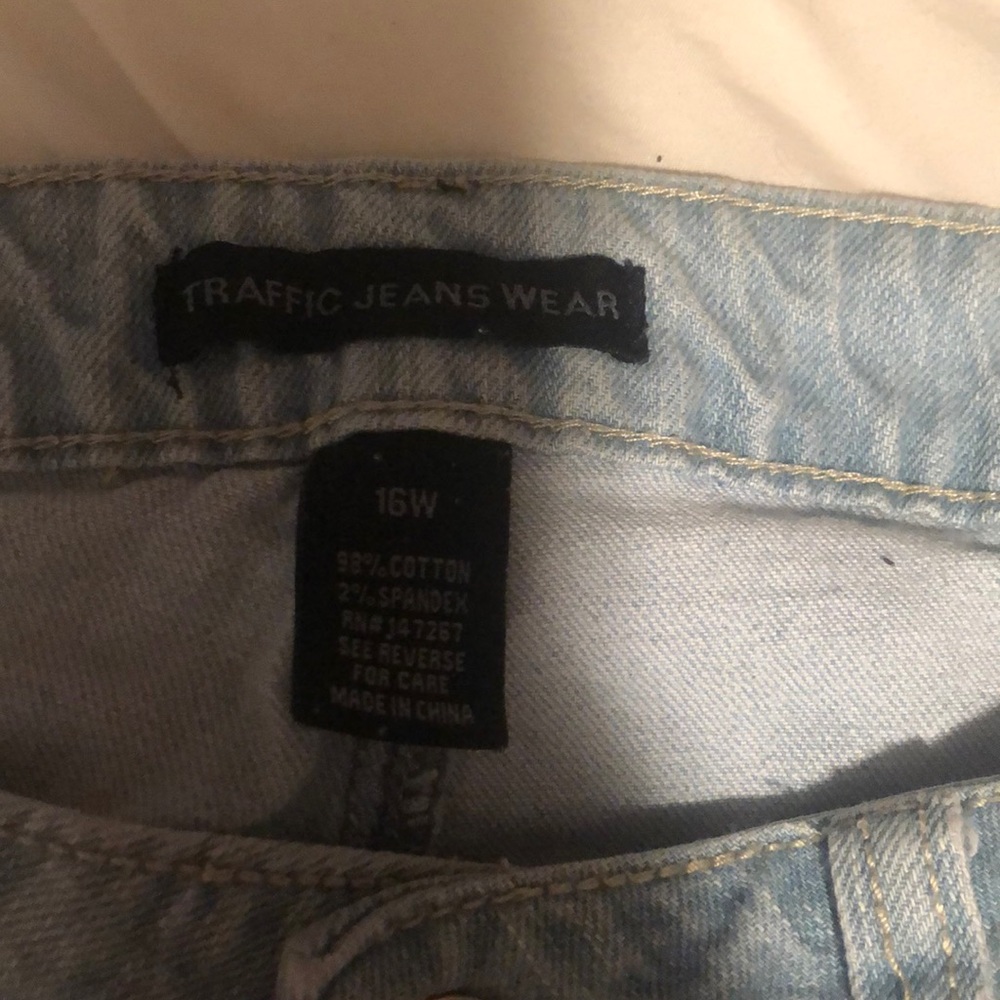 TRAFFIC JEANS WEAR
16W
98% COTTON
2% SPANDEX
RN# 147267
SEE REVERSE
FOR CARE
MADE IN CHINA